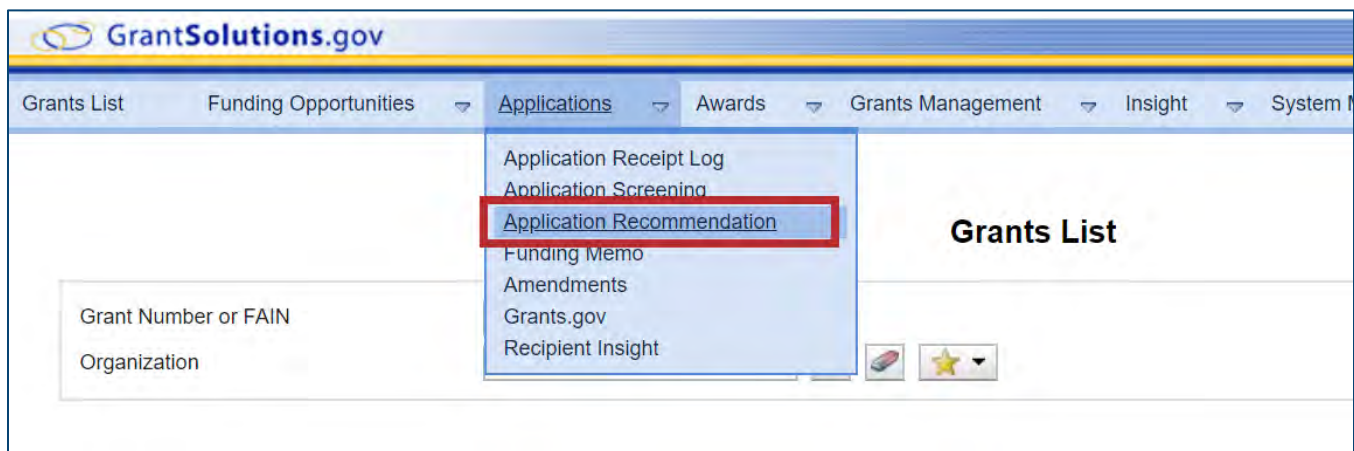 GrantSolutions.gov
Grants List Funding Opportunities Applications Awards Grants Management Insight System
Application Receipt Log
Application Screening
Application Recommendation
Grants List
Funding Memo
Amendments
Grant Number or FAIN
Grants.gov
Recipient Insight
Organization